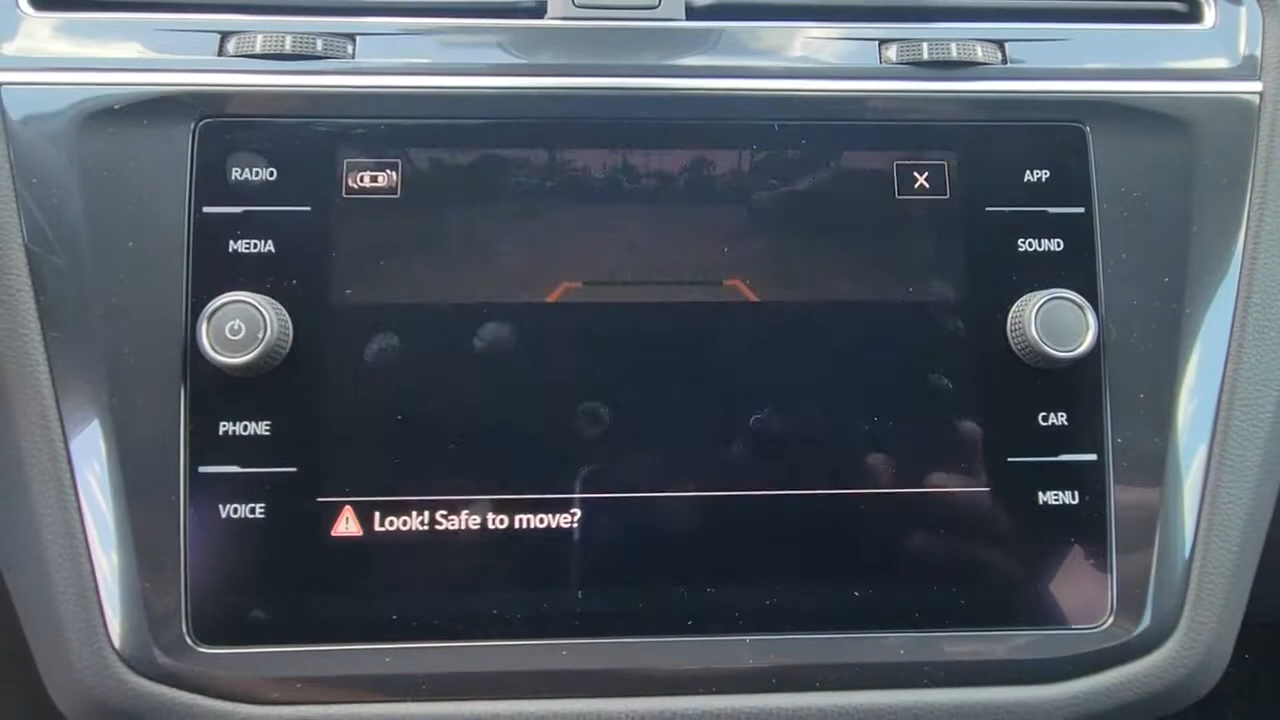 RADIO
MEDIA
PHONE
VOICE
APP
SOUND
CAR
MENU
Look! Safe to move?